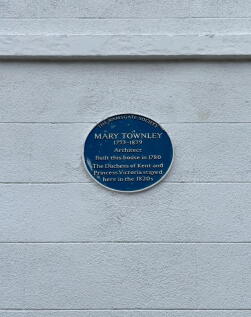 THE RAMSGATE SOCIETY
MARY TOWNLEY
1753-1839
Architect
Built this house in 1780
The Duchess of Kent and
Princess Victoria stayed
here in the 1820s